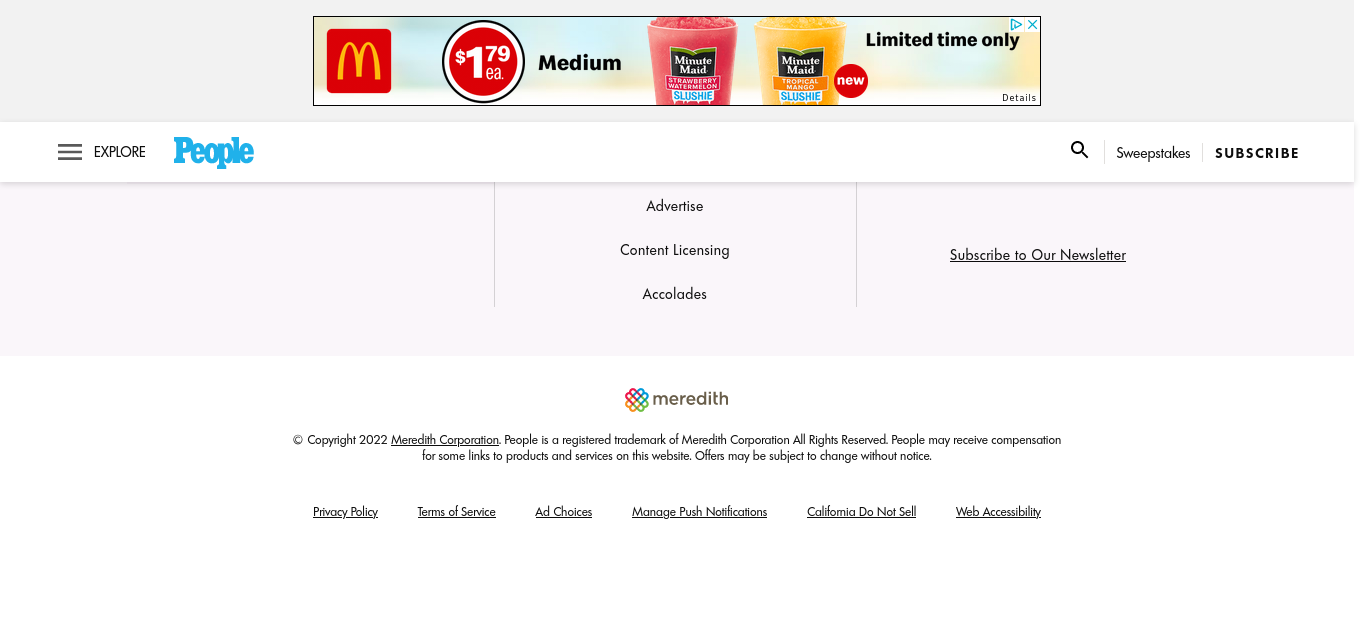 $1.79 ea.
Medium
Minute Maid
STRAWBERRY WATERMELON
SLUSHIE
Minute Maid
TROPICAL MANGO
SLUSHIE
new
Limited time only
Details
EXPLORE
People
Sweepstakes
SUBSCRIBE
Advertise
Content Licensing
Accolades
Subscribe to Our Newsletter
meredith
© Copyright 2022 Meredith Corporation. People is a registered trademark of Meredith Corporation All Rights Reserved. People may receive compensation
for some links to products and services on this website. Offers may be subject to change without notice.
Privacy Policy
Terms of Service
Ad Choices
Manage Push Notifications
California Do Not Sell
Web Accessibility